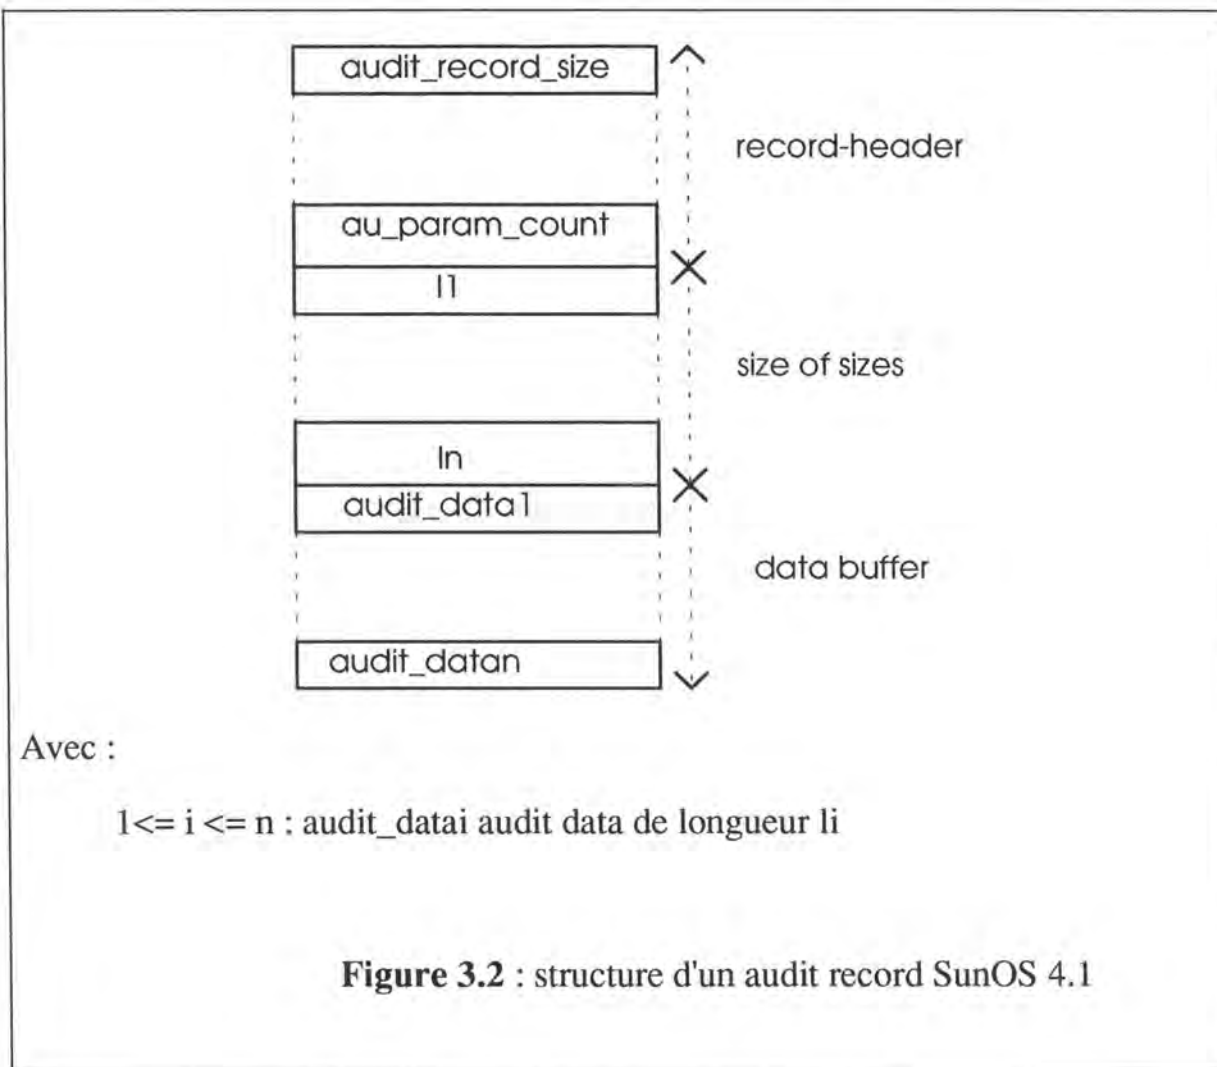 audit_record_size
record-header
au_param_count
l1
size of sizes
ln
audit_data1
data buffer
audit_datan
Avec :
1<= i <= n : audit_datai audit data de longueur li
Figure 3.2 : structure d'un audit record SunOS 4.1